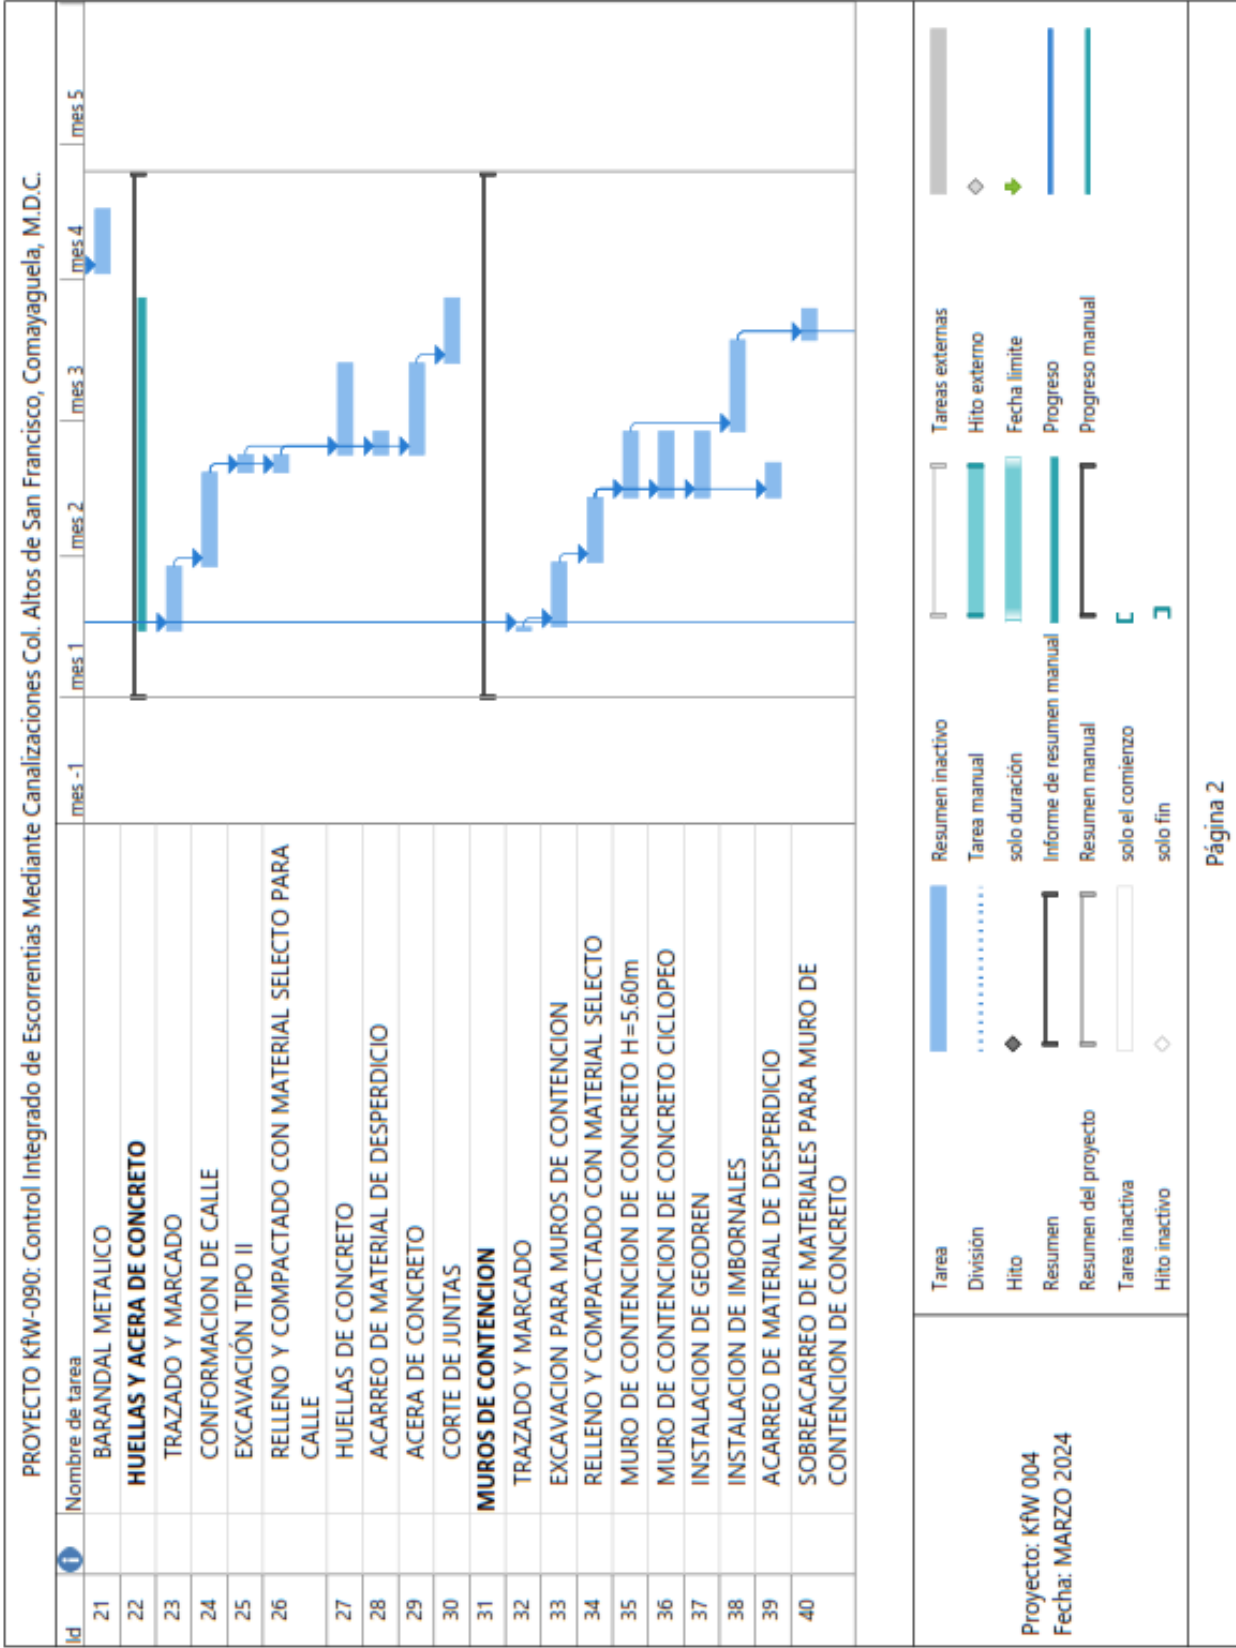 PROYECTO KfW-090: Control Integrado de Escorrentias Mediante Canalizaciones Col. Altos de San Francisco, Comayaguela, M.D.C.
Id Nombre de tarea mes -1 mes 1 mes 2 mes 3 mes 4 mes 5
21 BARANDAL METALICO
22 HUELLAS Y ACERA DE CONCRETO
23 TRAZADO Y MARCADO
24 CONFORMACION DE CALLE
25 EXCAVACIÓN TIPO II
26 RELLENO Y COMPACTADO CON MATERIAL SELECTO PARA
CALLE
27 HUELLAS DE CONCRETO
28 ACARREO DE MATERIAL DE DESPERDICIO
29 ACERA DE CONCRETO
30 CORTE DE JUNTAS
31 MUROS DE CONTENCION
32 TRAZADO Y MARCADO
33 EXCAVACION PARA MUROS DE CONTENCION
34 RELLENO Y COMPACTADO CON MATERIAL SELECTO
35 MURO DE CONTENCION DE CONCRETO H=5.60m
36 MURO DE CONTENCION DE CONCRETO CICLOPEO
37 INSTALACION DE GEODREN
38 INSTALACION DE IMBORNALES
39 ACARREO DE MATERIAL DE DESPERDICIO
40 SOBREACARREO DE MATERIALES PARA MURO DE
CONTENCION DE CONCRETO
Proyecto: KfW 004
Fecha: MARZO 2024
Tarea
División
Hito
Resumen
Resumen del proyecto
Tarea inactiva
Hito inactivo
Resumen inactivo
Tarea manual
solo duración
Informe de resumen manual
Resumen manual
solo el comienzo
solo fin
Tareas externas
Hito externo
Fecha límite
Progreso
Progreso manual
Página 2